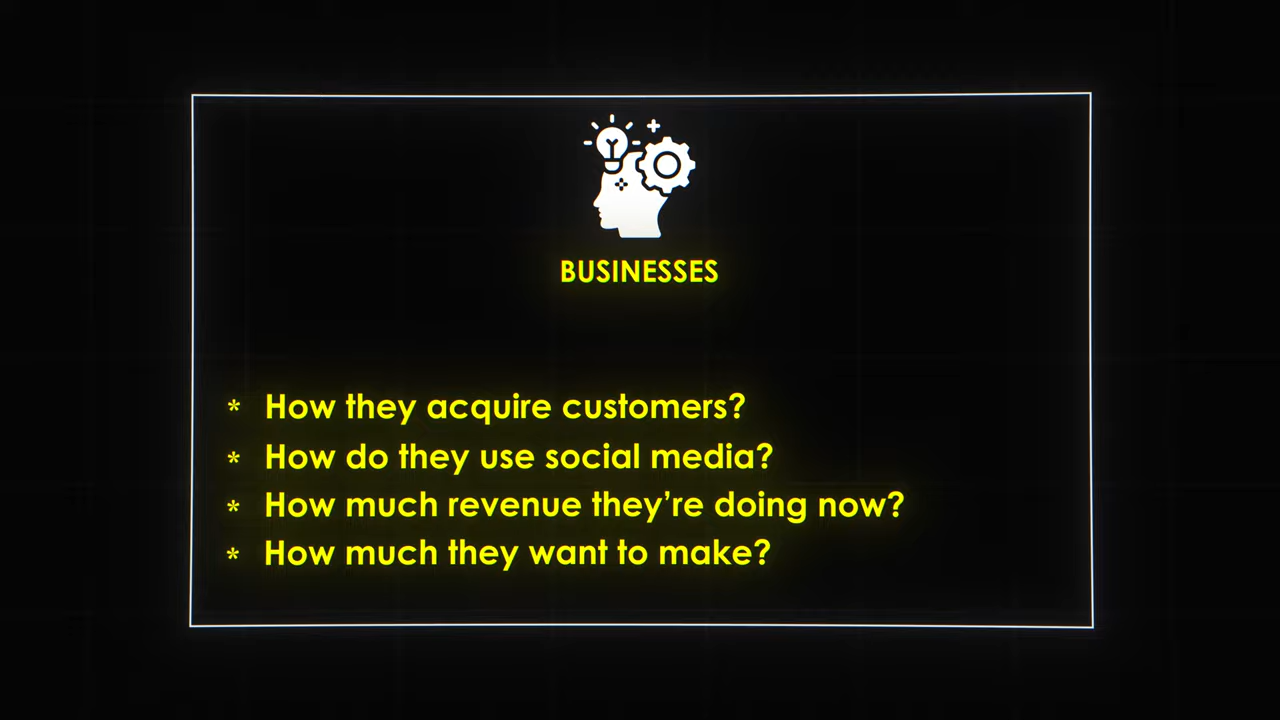 BUSINESSES
* How they acquire customers?
* How do they use social media?
* How much revenue they’re doing now?
* How much they want to make?